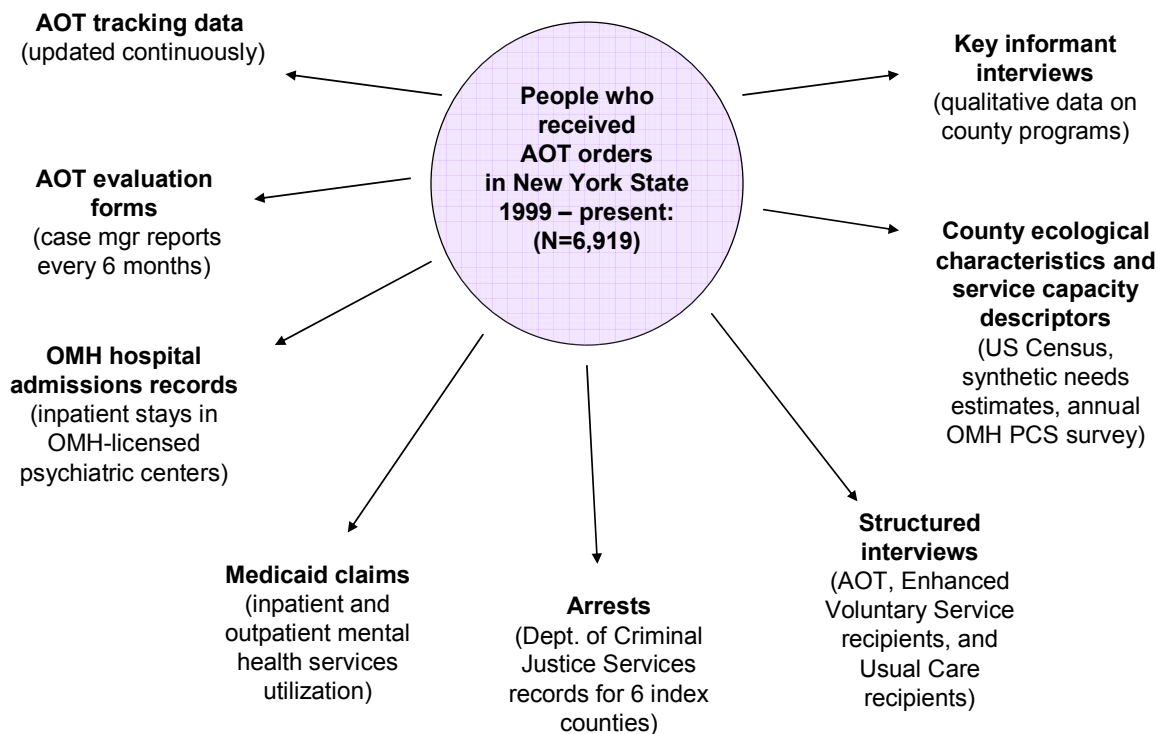 AOT tracking data
(updated continuously)
AOT evaluation
forms
(case mgr reports
every 6 months)
OMH hospital
admissions records
(inpatient stays in
OMH-licensed
psychiatric centers)
Medicaid claims
(inpatient and
outpatient mental
health services
utilization)
People who
received
AOT orders
in New York State
1999 – present:
(N=6,919)
Arrests
(Dept. of Criminal
Justice Services
records for 6 index
counties)
Structured
interviews
(AOT, Enhanced
Voluntary Service
recipients, and
Usual Care
recipients)
Key informant
interviews
(qualitative data on
county programs)
County ecological
characteristics and
service capacity
descriptors
(US Census,
synthetic needs
estimates, annual
OMH PCS survey)